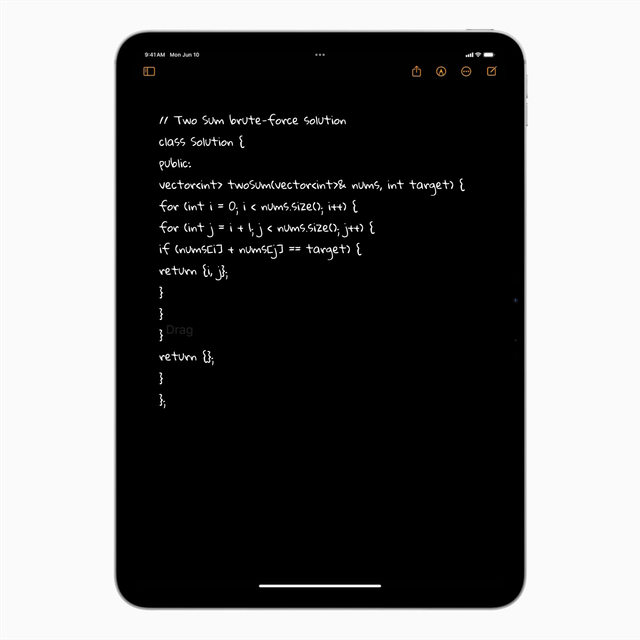 9:41 AM Mon Jun 10
// Two Sum brute-force solution
class Solution {
public:
vector<int> twoSum(vector<int>& nums, int target) {
for (int i = 0; i < nums.size(); i++) {
for (int j = i + 1; j < nums.size(); j++) {
if (nums[i] + nums[j] == target) {
return {i, j};
}
}
}
Drag
return {};
}
};